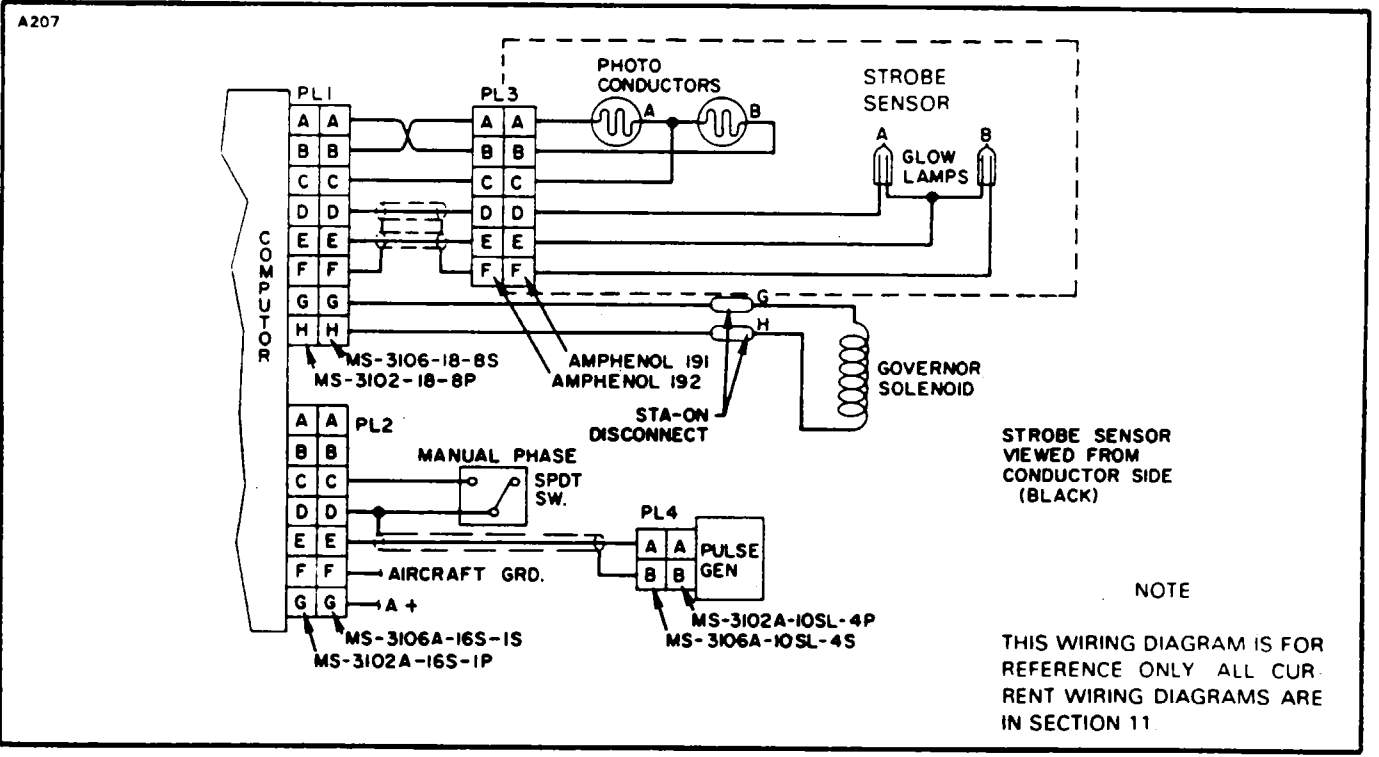 A207
PL1
PL3
PHOTO
CONDUCTORS
A
B
STROBE
SENSOR
A
B
GLOW
LAMPS
A A
B B
C C
D D
E E
F F
G G
H H
A A
B B
C C
D D
E E
F F
COMPUTOR
G
H
MS-3106-18-8S
MS-3102-18-8P
AMPHENOL 191
AMPHENOL 192
STA-ON
DISCONNECT
GOVERNOR
SOLENOID
PL2
A A
B B
C C
D D
E E
F F
G G
MANUAL PHASE
SPDT
SW.
AIRCRAFT GRD.
A +
MS-3106A-16S-1S
MS-3102A-16S-1P
PL4
A A
B B
PULSE
GEN
MS-3102A-10SL-4P
MS-3106A-10SL-4S
STROBE SENSOR
VIEWED FROM
CONDUCTOR SIDE
(BLACK)
NOTE
THIS WIRING DIAGRAM IS FOR
REFERENCE ONLY ALL CUR-
RENT WIRING DIAGRAMS ARE
IN SECTION 11